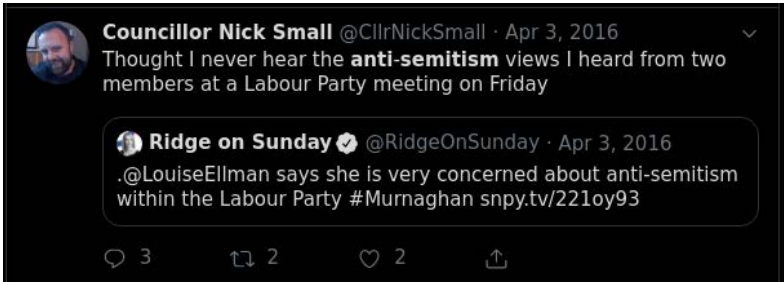 Councillor Nick Small @CllrNickSmall · Apr 3, 2016
Thought I never hear the anti-semitism views I heard from two
members at a Labour Party meeting on Friday
Ridge on Sunday @RidgeOnSunday · Apr 3, 2016
.@LouiseEllman says she is very concerned about anti-semitism
within the Labour Party #Murnaghan snpy.tv/221oy93
3 2 2